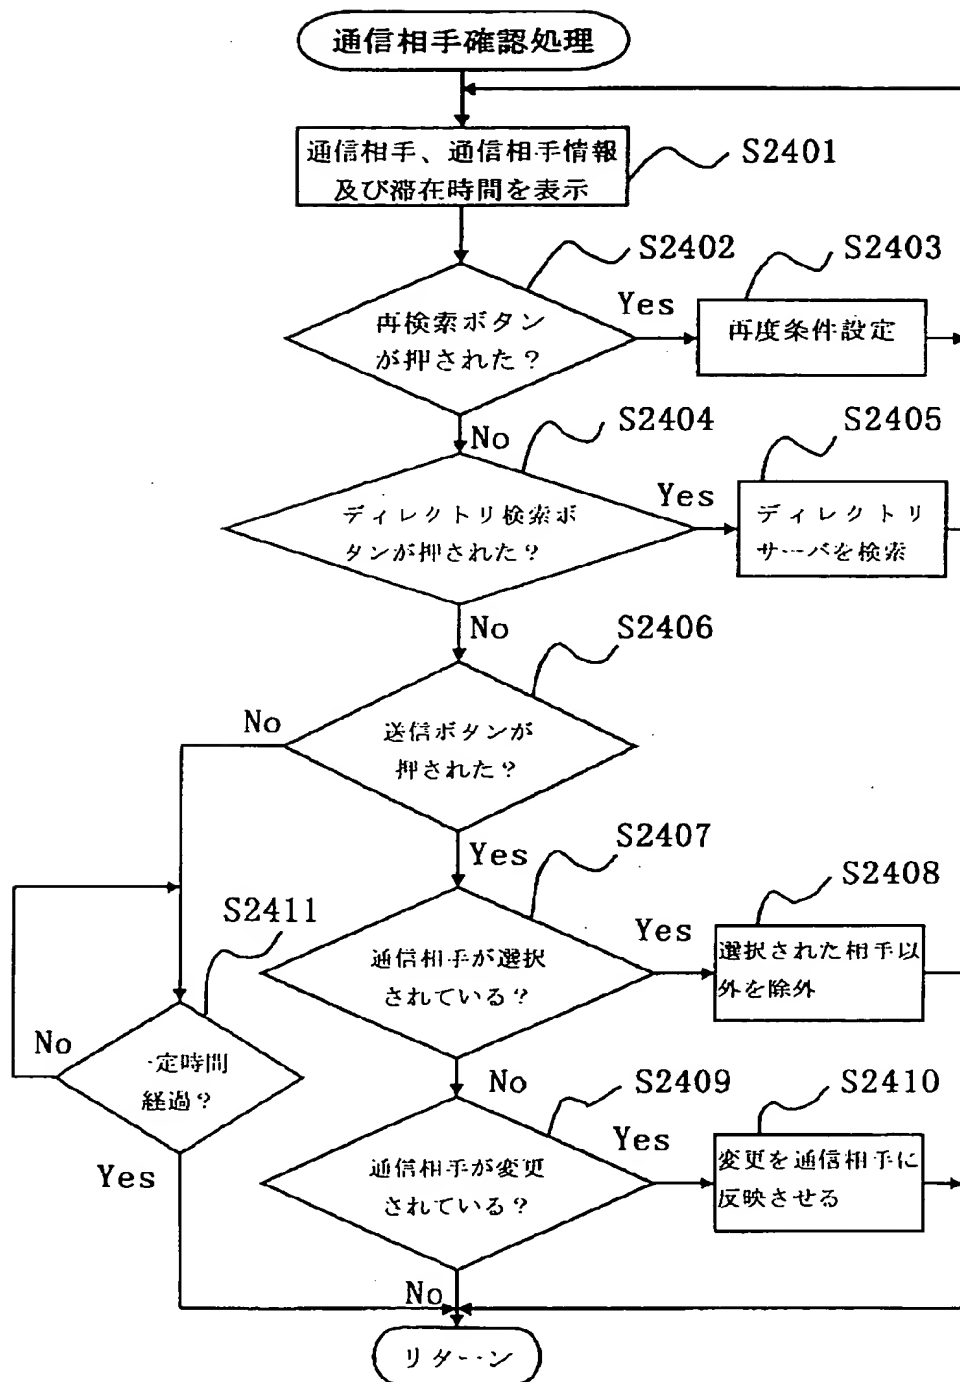 通信相手確認処理
通信相手、通信相手情報
及び滞在時間を表示
S2401
S2402
再検索ボタン
が押された？
Yes
S2403
再度条件設定
No
S2404
ディレクトリ検索ボ
タンが押された？
Yes
S2405
ディレクトリ
サーバを検索
No
S2406
送信ボタンが
押された？
No
Yes
S2407
通信相手が選択
されている？
Yes
S2408
選択された相手以
外を除外
S2411
一定時間
経過？
No
Yes
No
S2409
通信相手が変更
されている？
Yes
S2410
変更を通信相手に
反映させる
No
リターン